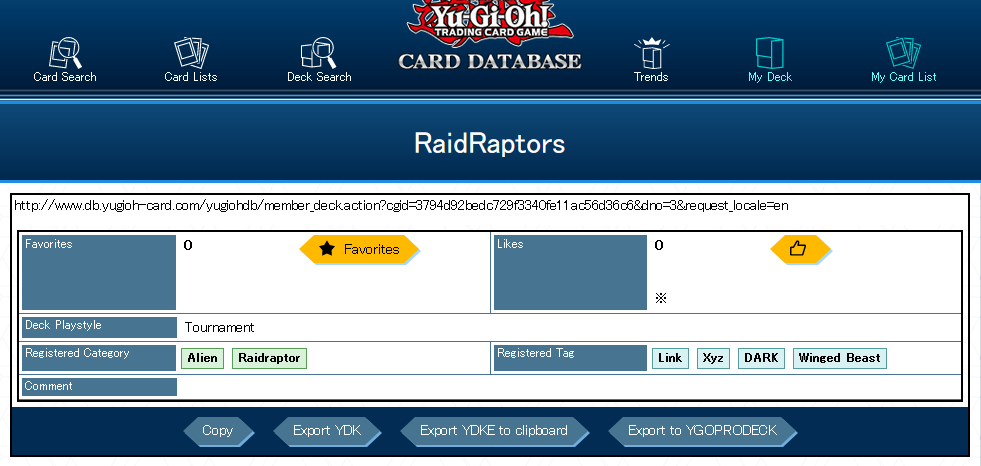 Yu-Gi-Oh!
TRADING CARD GAME
CARD DATABASE
Card Search
Card Lists
Deck Search
Trends
My Deck
My Card List
RaidRaptors
http://www.db.yugioh-card.com/yugiohdb/member_deck.action?cgid=3794d92bedc729f3340fe11ac56d36c6&dno=3&request_locale=en
Favorites 0 Favorites Likes 0
※
Deck Playstyle Tournament
Registered Category Alien Raidraptor Registered Tag Link Xyz DARK Winged Beast
Comment
Copy Export YDK Export YDKE to clipboard Export to YGOPRODECK